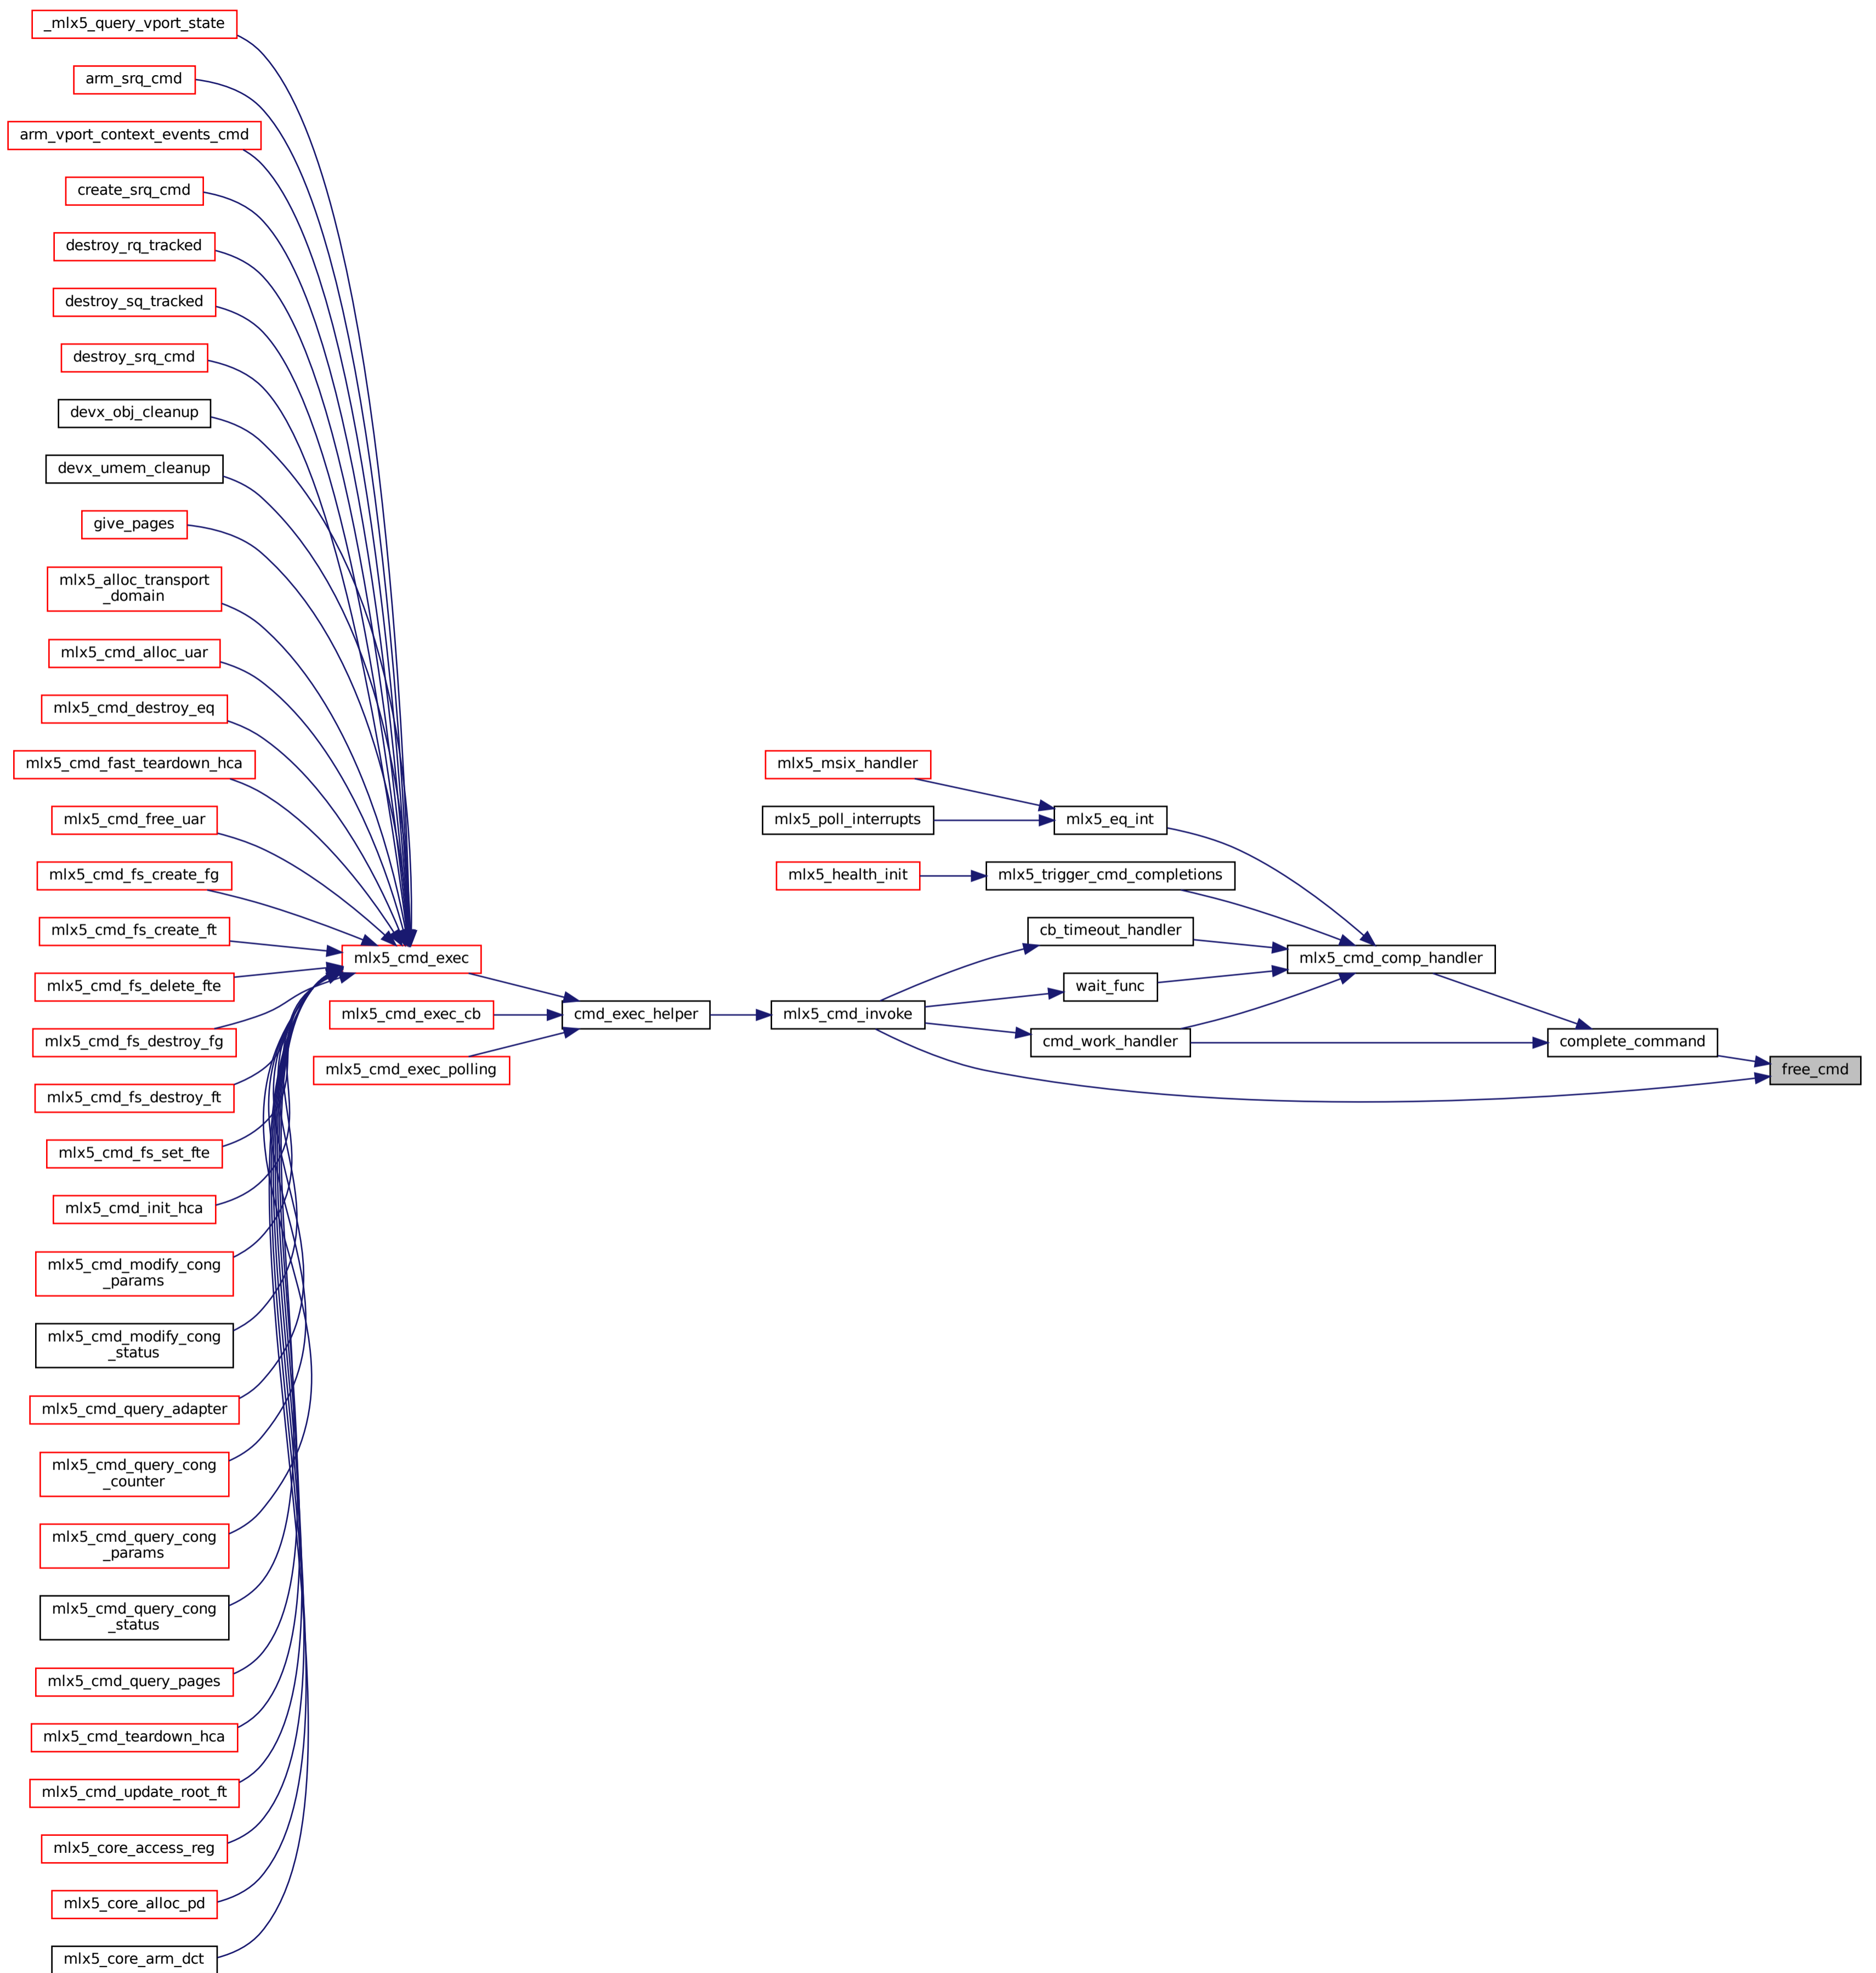 _mlx5_query_vport_state
arm_srq_cmd
arm_vport_context_events_cmd
create_srq_cmd
destroy_rq_tracked
destroy_sq_tracked
destroy_srq_cmd
devx_obj_cleanup
devx_umem_cleanup
give_pages
mlx5_alloc_transport
_domain
mlx5_cmd_alloc_uar
mlx5_cmd_destroy_eq
mlx5_cmd_fast_teardown_hca
mlx5_cmd_free_uar
mlx5_cmd_fs_create_fg
mlx5_cmd_fs_create_ft
mlx5_cmd_fs_delete_fte
mlx5_cmd_fs_destroy_fg
mlx5_cmd_fs_destroy_ft
mlx5_cmd_fs_set_fte
mlx5_cmd_init_hca
mlx5_cmd_modify_cong
_params
mlx5_cmd_modify_cong
_status
mlx5_cmd_query_adapter
mlx5_cmd_query_cong
_counter
mlx5_cmd_query_cong
_params
mlx5_cmd_query_cong
_status
mlx5_cmd_query_pages
mlx5_cmd_teardown_hca
mlx5_cmd_update_root_ft
mlx5_core_access_reg
mlx5_core_alloc_pd
mlx5_core_arm_dct
mlx5_cmd_exec
mlx5_cmd_exec_cb
mlx5_cmd_exec_polling
cmd_exec_helper
mlx5_msix_handler
mlx5_poll_interrupts
mlx5_health_init
mlx5_cmd_invoke
mlx5_eq_int
mlx5_trigger_cmd_completions
cb_timeout_handler
wait_func
cmd_work_handler
mlx5_cmd_comp_handler
complete_command
free_cmd